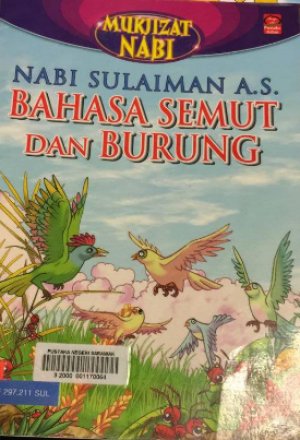 MUKJIZAT
NABI
NABI SULAIMAN A.S.
BAHASA SEMUT
DAN BURUNG
PUSTAKA NEGERI SARAWAK
297.211 SUL